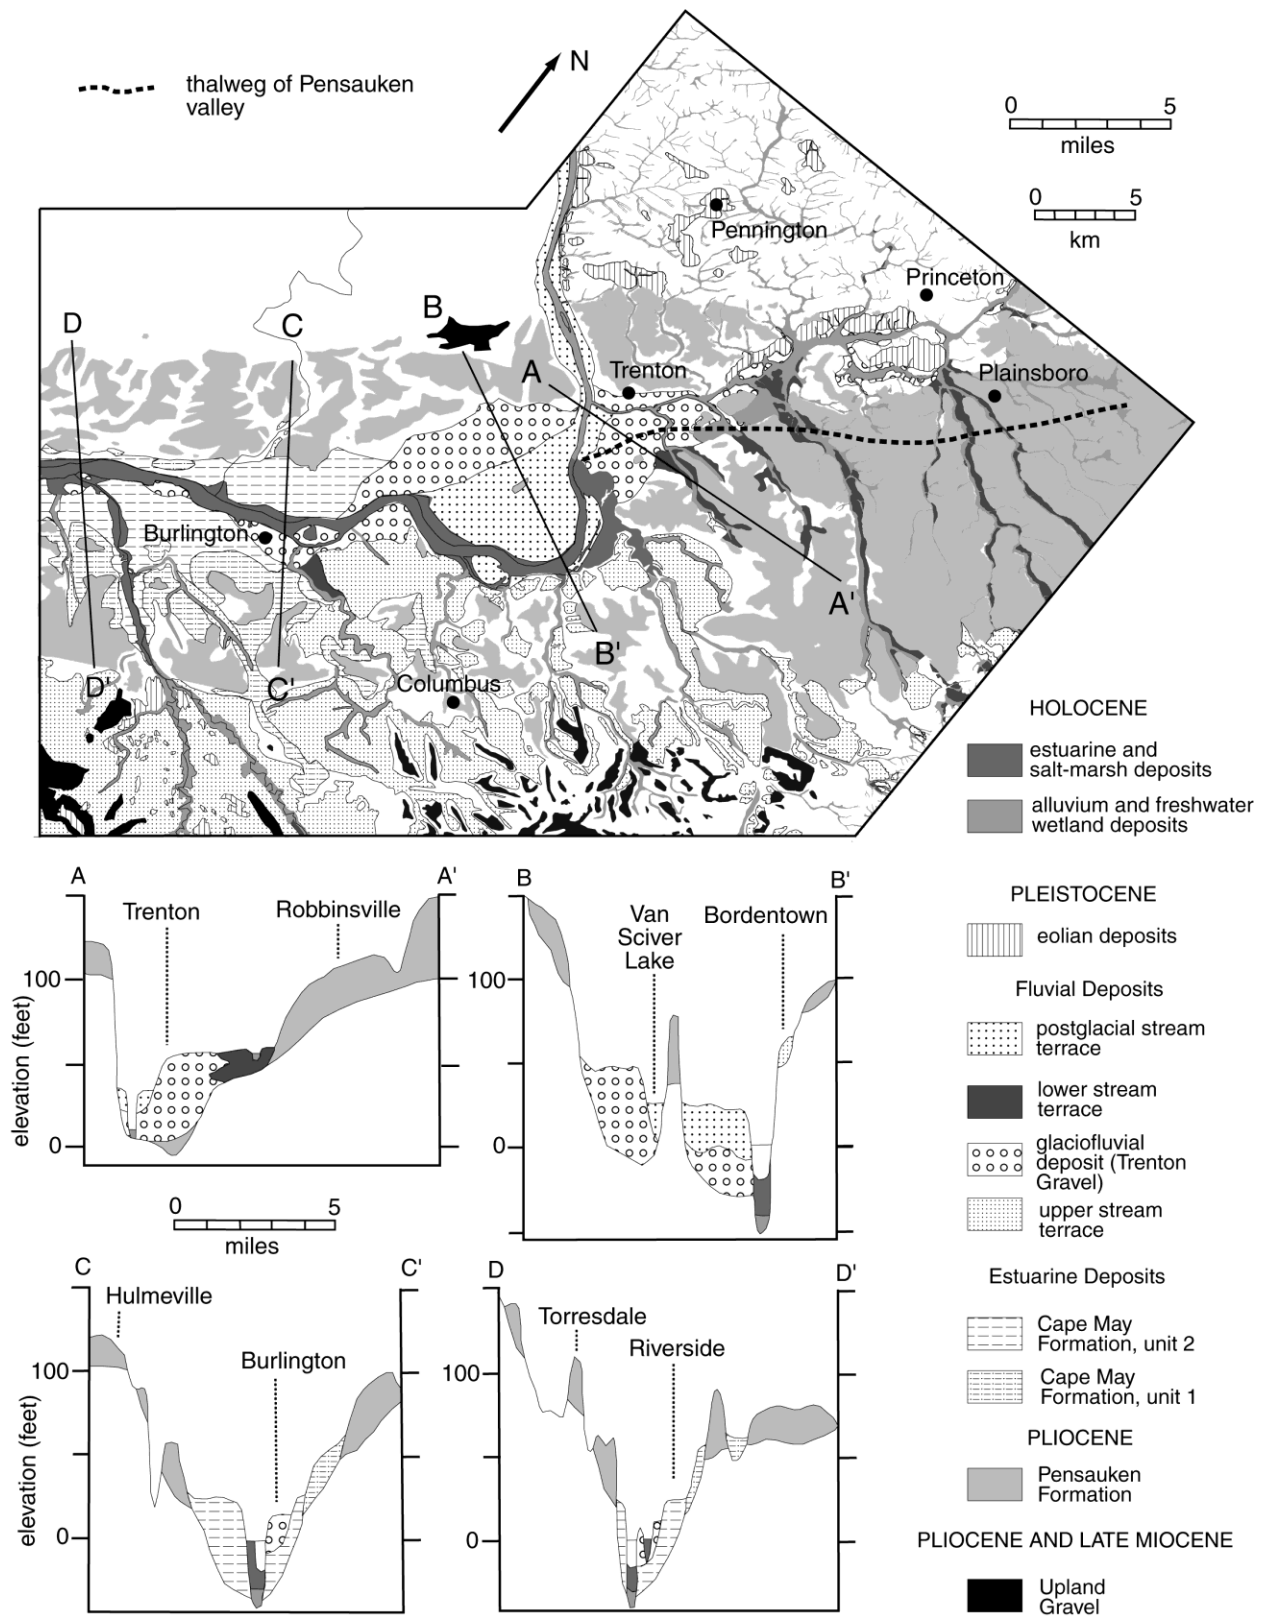 thalweg of Pensauken
valley
N
0 5
miles
0 5
km
Pennington
Princeton
D
C
B
A
Trenton
Plainsboro
Burlington
A'
B'
D'
C'
Columbus
HOLOCENE
estuarine and
salt-marsh deposits
alluvium and freshwater
wetland deposits
PLEISTOCENE
eolian deposits
Fluvial Deposits
postglacial stream
terrace
lower stream
terrace
glaciofluvial
deposit (Trenton
Gravel)
upper stream
terrace
Estuarine Deposits
Cape May
Formation, unit 2
Cape May
Formation, unit 1
PLIOCENE
Pensauken
Formation
PLIOCENE AND LATE MIOCENE
Upland
Gravel
A A'
Trenton
Robbinsville
100
0
elevation (feet)
B B'
Van
Sciver
Lake
Bordentown
100
0
0 5
miles
C C'
Hulmeville
Burlington
100
0
elevation (feet)
D D'
Torresdale
Riverside
100
0